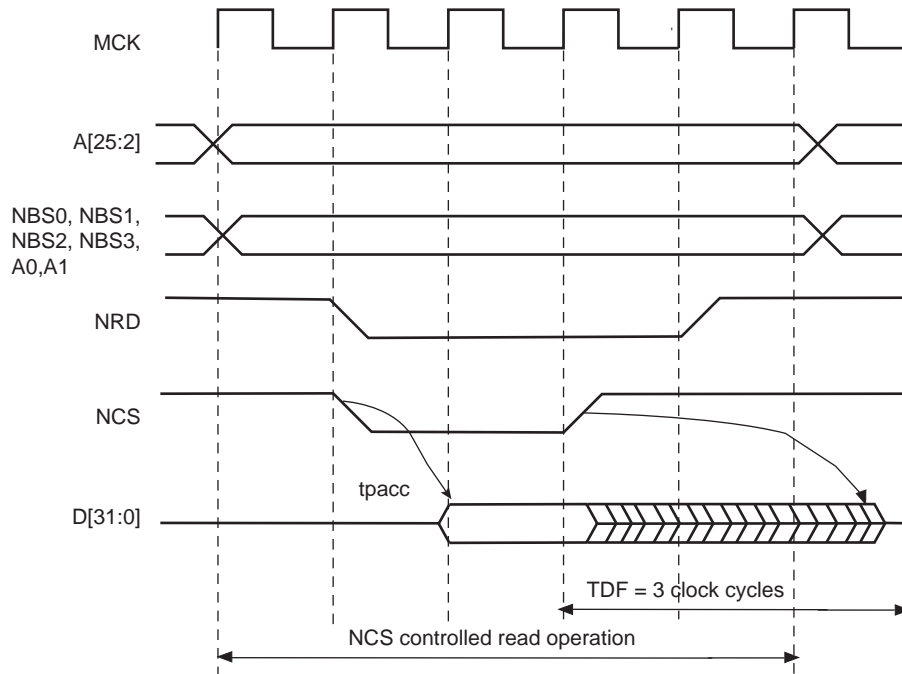 MCK
A[25:2]
NBS0, NBS1,
NBS2, NBS3,
A0,A1
NRD
NCS
tpacc
D[31:0]
TDF = 3 clock cycles
NCS controlled read operation